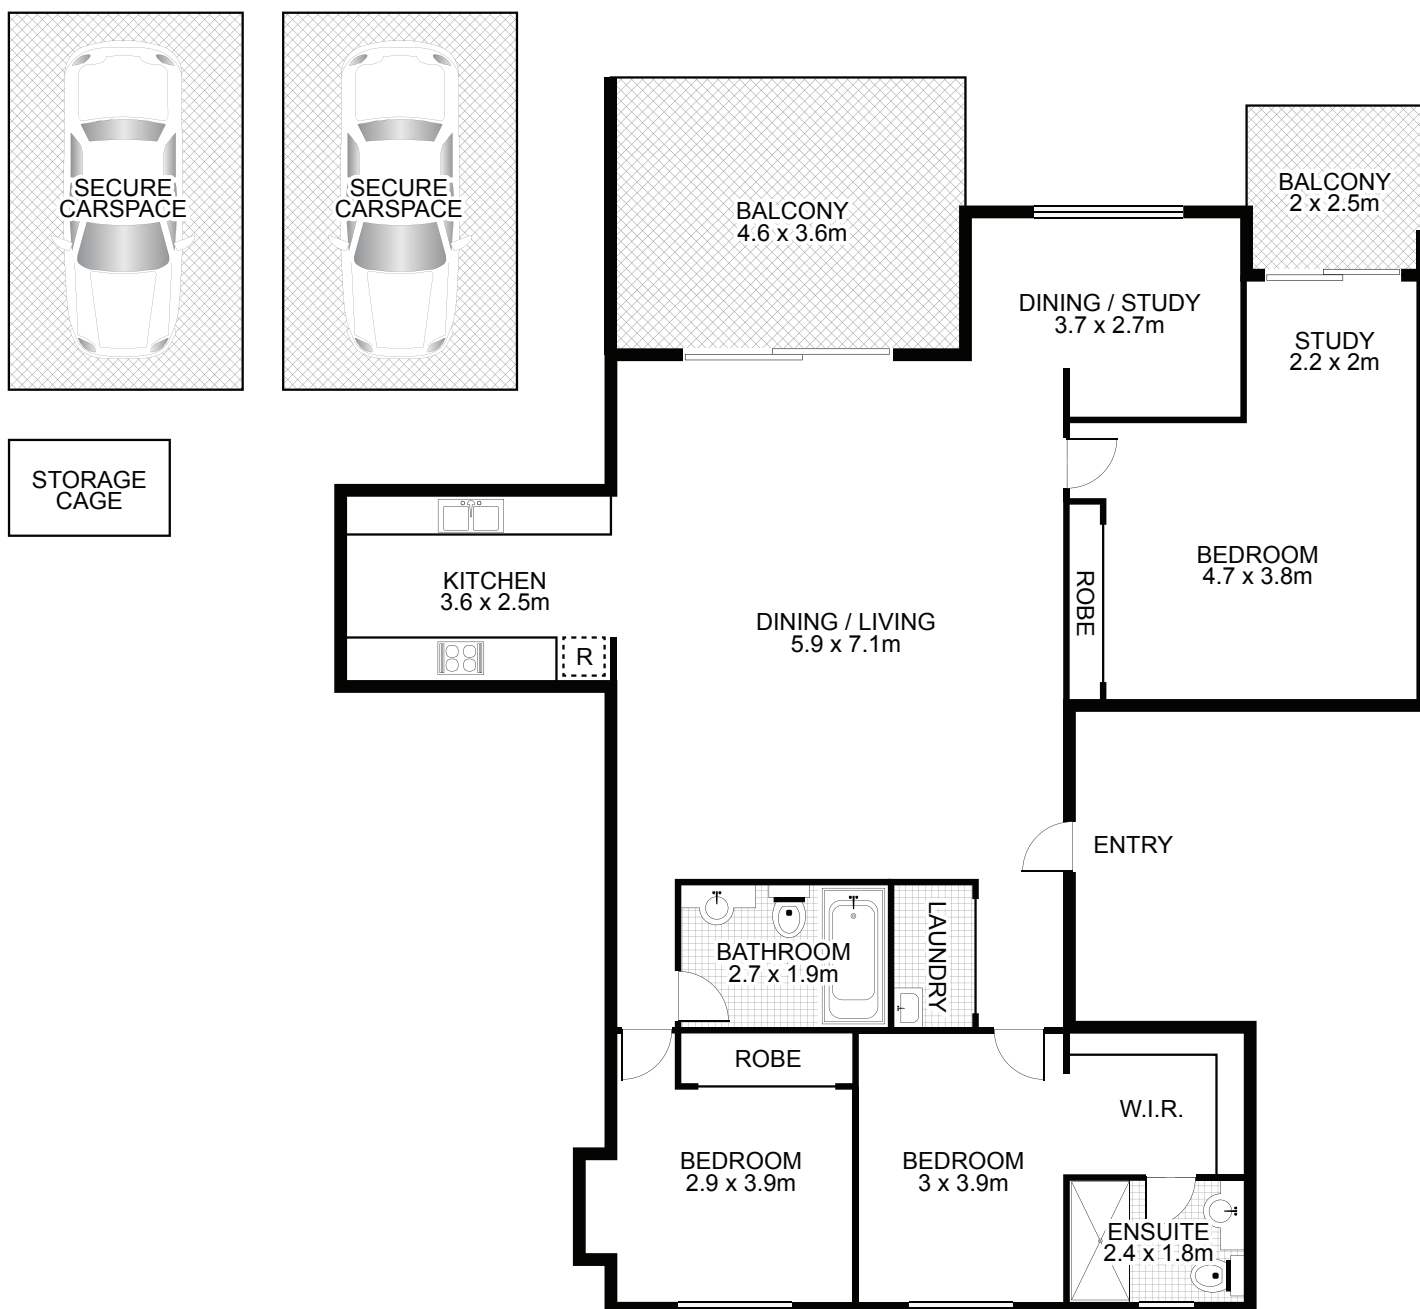 SECURE
CARSPACE
SECURE
CARSPACE
BALCONY
4.6 x 3.6m
BALCONY
2 x 2.5m
DINING / STUDY
3.7 x 2.7m
STUDY
2.2 x 2m
STORAGE
CAGE
KITCHEN
3.6 x 2.5m
R
DINING / LIVING
5.9 x 7.1m
ROBE
BEDROOM
4.7 x 3.8m
ENTRY
BATHROOM
2.7 x 1.9m
LAUNDRY
ROBE
W.I.R.
BEDROOM
2.9 x 3.9m
BEDROOM
3 x 3.9m
ENSUITE
2.4 x 1.8m